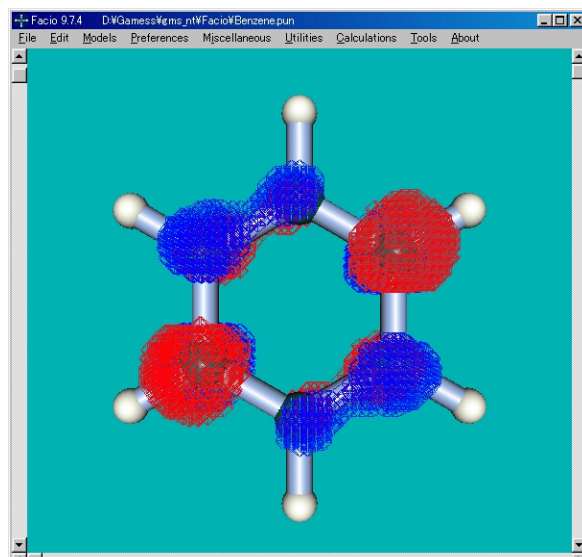 Facio 9.7.4 D:¥Gamess¥gms_nt¥Facio¥Benzene.pun
File Edit Models Preferences Miscellaneous Utilities Calculations Tools About